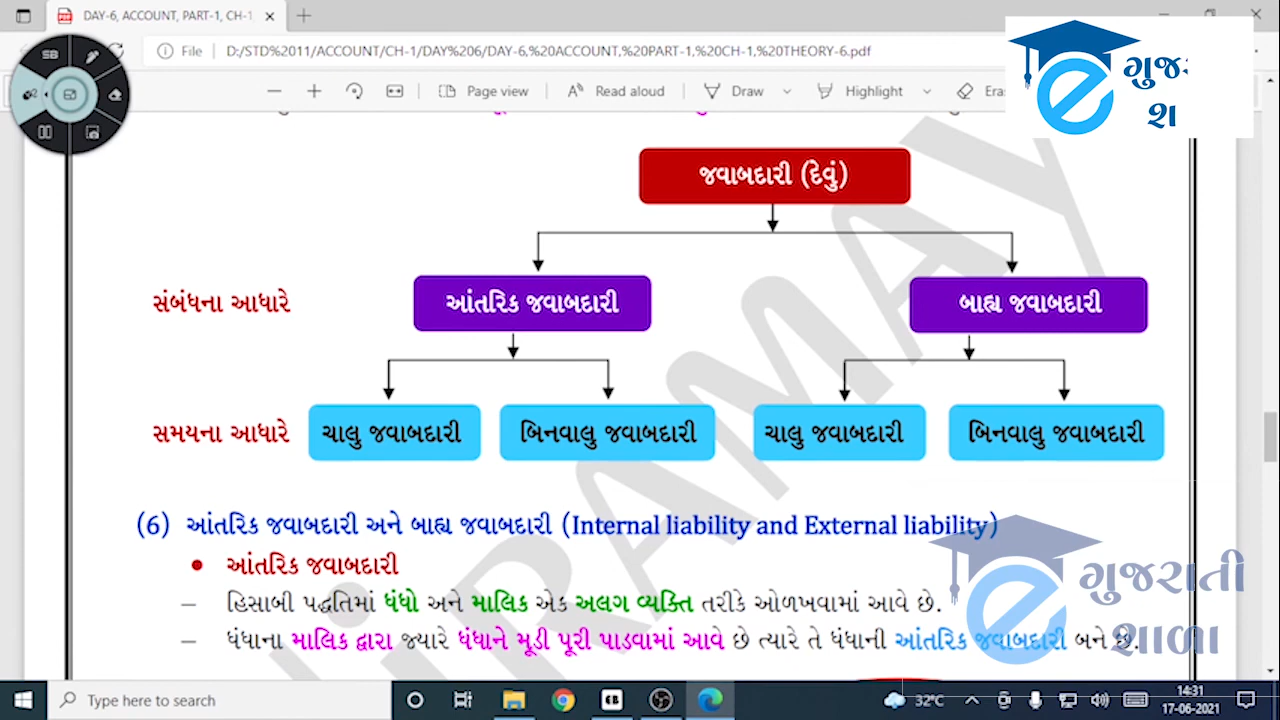 DAY-6, ACCOUNT, PART-1, CH-1
File D:/STD%2011/ACCOUNT/CH-1/DAY%206/DAY-6,%20ACCOUNT,%20PART-1,%20CH-1,%20THEORY-6.pdf
SB
Page view Read aloud Draw Highlight Eras
ગુજર
શા
જવાબદારી (દેવું)
સંબંધના આધારે આંતરિક જવાબદારી બાહ્ય જવાબદારી
સમયના આધારે ચાલુ જવાબદારી બિનચાલુ જવાબદારી ચાલુ જવાબદારી બિનચાલુ જવાબદારી
(6) આંતરિક જવાબદારી અને બાહ્ય જવાબદારી (Internal liability and External liability)
• આંતરિક જવાબદારી
– હિસાબી પદ્ધતિમાં ધંધો અને માલિક એક અલગ વ્યક્તિ તરીકે ઓળખવામાં આવે છે.
– ધંધાના માલિક દ્વારા જ્યારે ધંધાને મૂડી પૂરી પાડવામાં આવે છે ત્યારે તે ધંધાની આંતરિક જવાબદારી બને છે.
ગુજરાતી
શાળા
Type here to search 32°C 14:31
17-06-2021